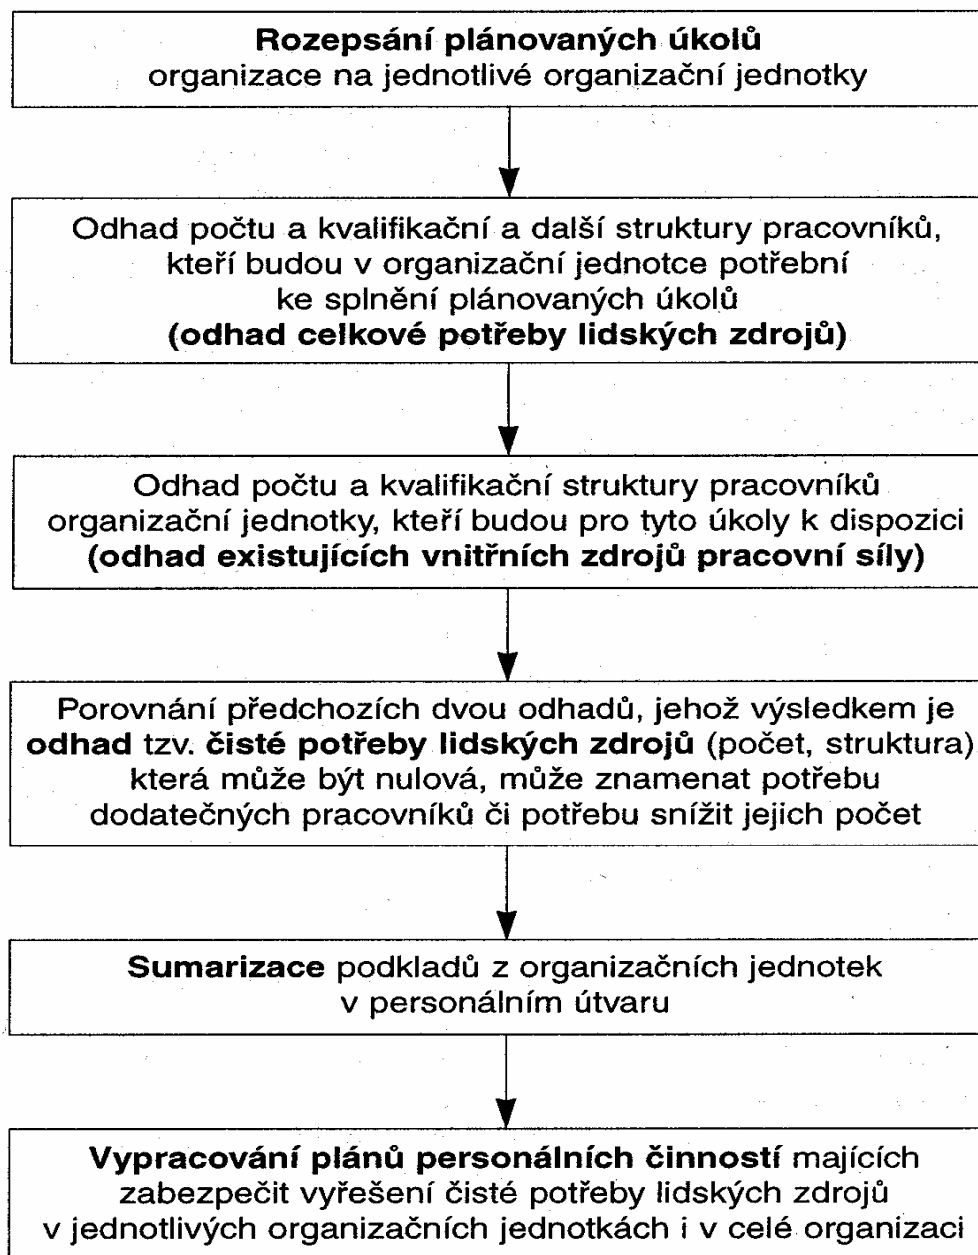 Rozepsání plánovaných úkolů
organizace na jednotlivé organizační jednotky
Odhad počtu a kvalifikační a další struktury pracovníků,
kteří budou v organizační jednotce potřební
ke splnění plánovaných úkolů
(odhad celkové potřeby lidských zdrojů)
Odhad počtu a kvalifikační struktury pracovníků
organizační jednotky, kteří budou pro tyto úkoly k dispozici
(odhad existujících vnitřních zdrojů pracovní síly)
Porovnání předchozích dvou odhadů, jehož výsledkem je
odhad tzv. čisté potřeby lidských zdrojů (počet, struktura)
která může být nulová, může znamenat potřebu
dodatečných pracovníků či potřebu snížit jejich počet
Sumarizace podkladů z organizačních jednotek
v personálním útvaru
Vypracování plánů personálních činností majících
zabezpečit vyřešení čisté potřeby lidských zdrojů
v jednotlivých organizačních jednotkách i v celé organizaci